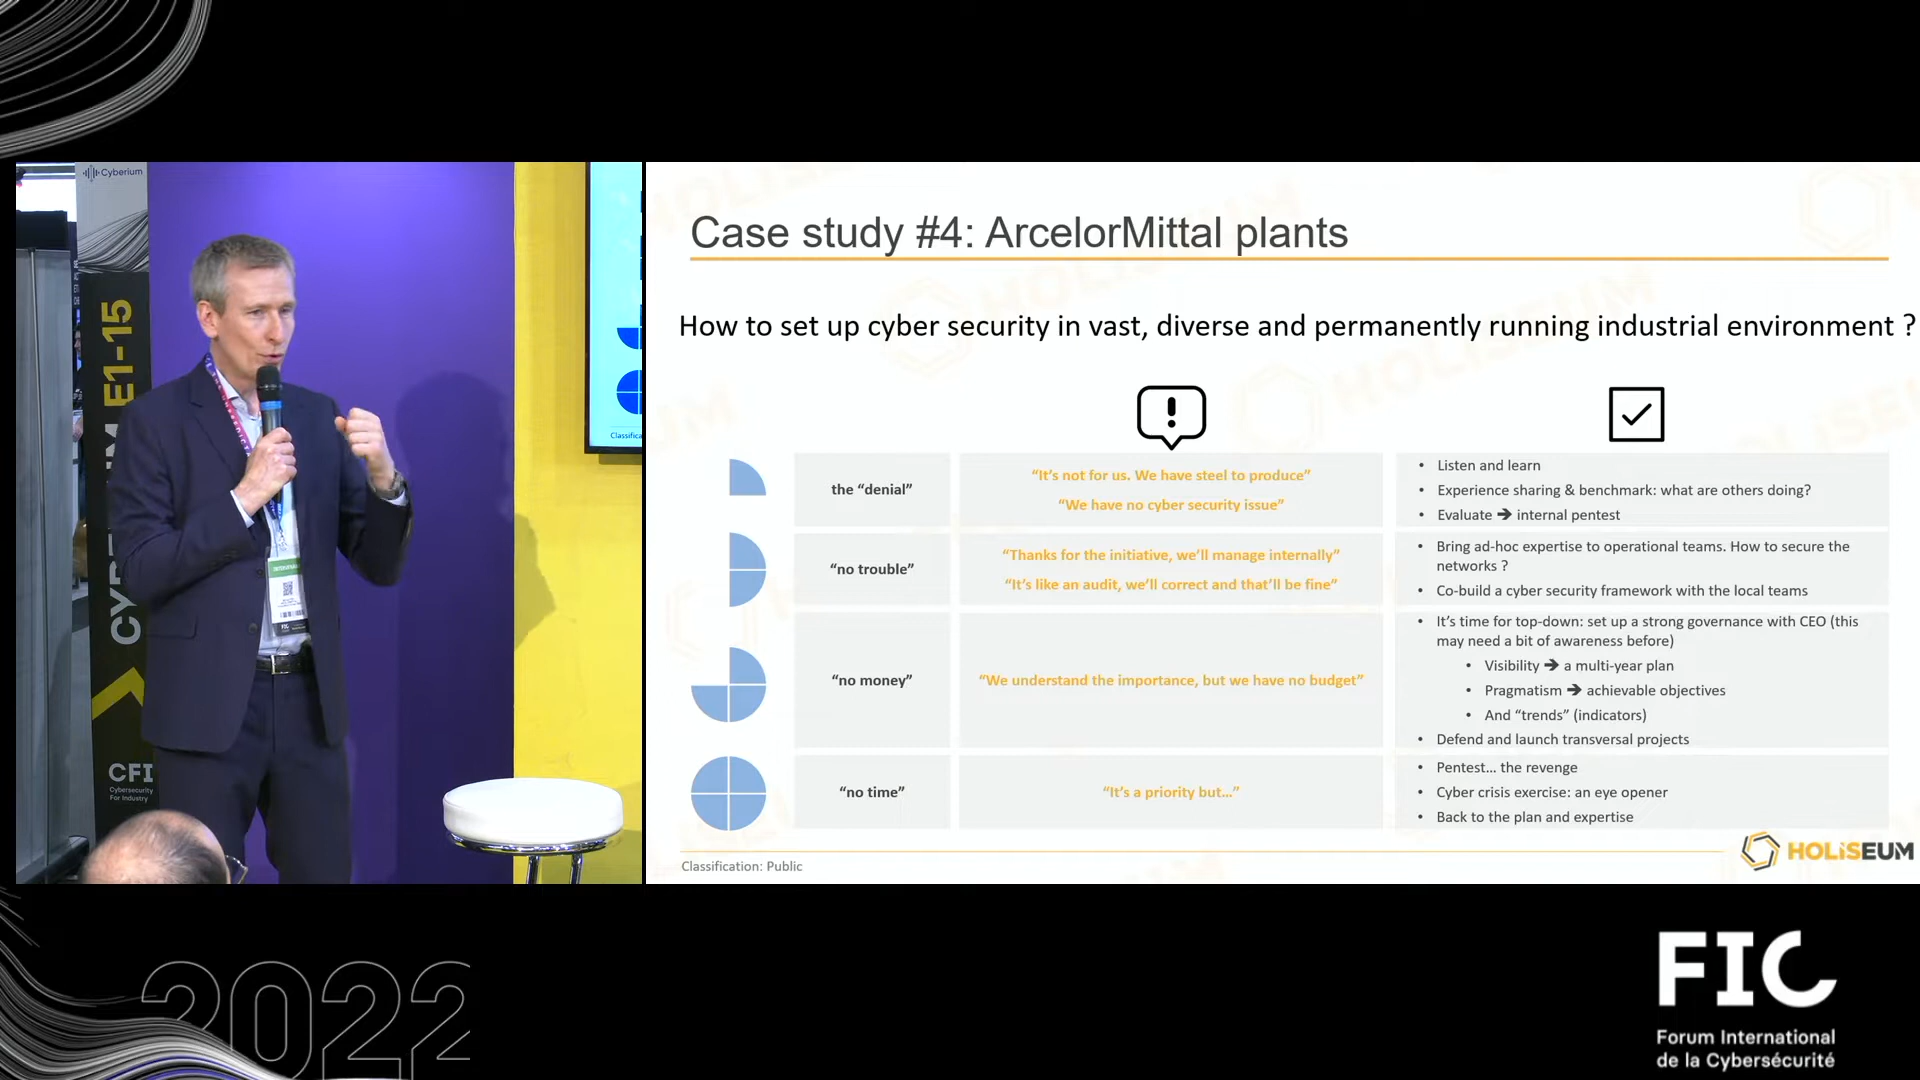 Cyberium
CYBERIUM E1-15
CFI
Cybersecurity
For Industry
Case study #4: ArcelorMittal plants
How to set up cyber security in vast, diverse and permanently running industrial environment ?
the “denial”
“It’s not for us. We have steel to produce”
“We have no cyber security issue”
• Listen and learn
• Experience sharing & benchmark: what are others doing?
• Evaluate ➔ internal pentest
“no trouble”
“Thanks for the initiative, we’ll manage internally”
“It’s like an audit, we’ll correct and that’ll be fine”
• Bring ad-hoc expertise to operational teams. How to secure the
networks ?
• Co-build a cyber security framework with the local teams
“no money”
“We understand the importance, but we have no budget”
• It’s time for top-down: set up a strong governance with CEO (this
may need a bit of awareness before)
• Visibility ➔ a multi-year plan
• Pragmatism ➔ achievable objectives
• And “trends” (indicators)
• Defend and launch transversal projects
“no time”
“It’s a priority but…”
• Pentest… the revenge
• Cyber crisis exercise: an eye opener
• Back to the plan and expertise
Classification: Public
HOLiSEUM
2022
FIC
Forum International
de la Cybersécurité